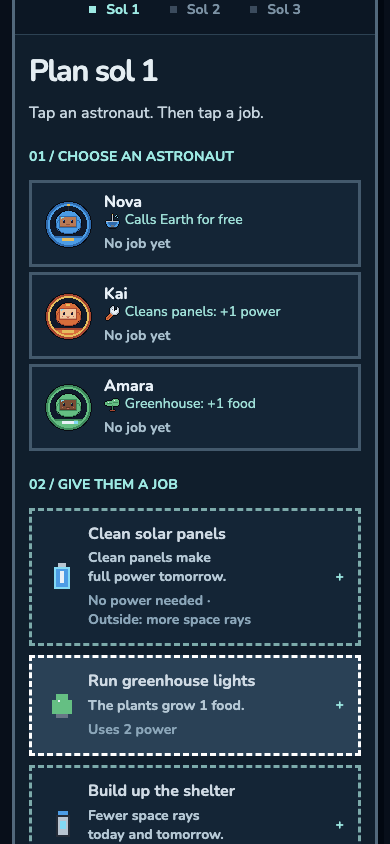 Sol 1 Sol 2 Sol 3
Plan sol 1
Tap an astronaut. Then tap a job.
01 / CHOOSE AN ASTRONAUT
Nova
Calls Earth for free
No job yet
Kai
Cleans panels: +1 power
No job yet
Amara
Greenhouse: +1 food
No job yet
02 / GIVE THEM A JOB
Clean solar panels
Clean panels make
full power tomorrow.
+
No power needed ·
Outside: more space rays
Run greenhouse lights
The plants grow 1 food.
+
Uses 2 power
Build up the shelter
Fewer space rays
+
today and tomorrow.